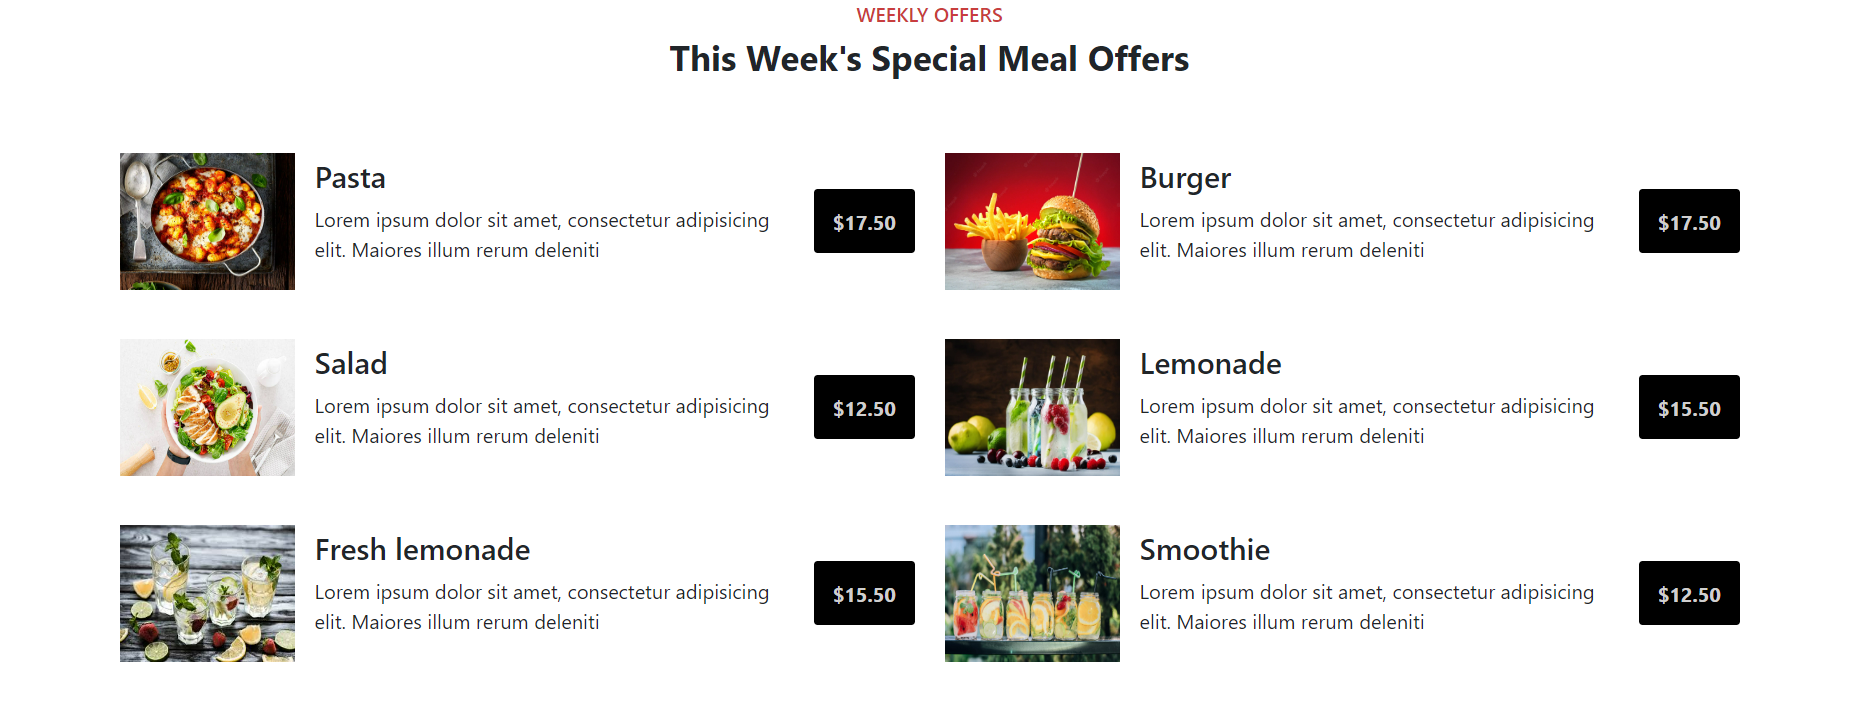 WEEKLY OFFERS
This Week's Special Meal Offers
Pasta
Lorem ipsum dolor sit amet, consectetur adipisicing
elit. Maiores illum rerum deleniti
$17.50
Burger
Lorem ipsum dolor sit amet, consectetur adipisicing
elit. Maiores illum rerum deleniti
$17.50
Salad
Lorem ipsum dolor sit amet, consectetur adipisicing
elit. Maiores illum rerum deleniti
$12.50
Lemonade
Lorem ipsum dolor sit amet, consectetur adipisicing
elit. Maiores illum rerum deleniti
$15.50
Fresh lemonade
Lorem ipsum dolor sit amet, consectetur adipisicing
elit. Maiores illum rerum deleniti
$15.50
Smoothie
Lorem ipsum dolor sit amet, consectetur adipisicing
elit. Maiores illum rerum deleniti
$12.50